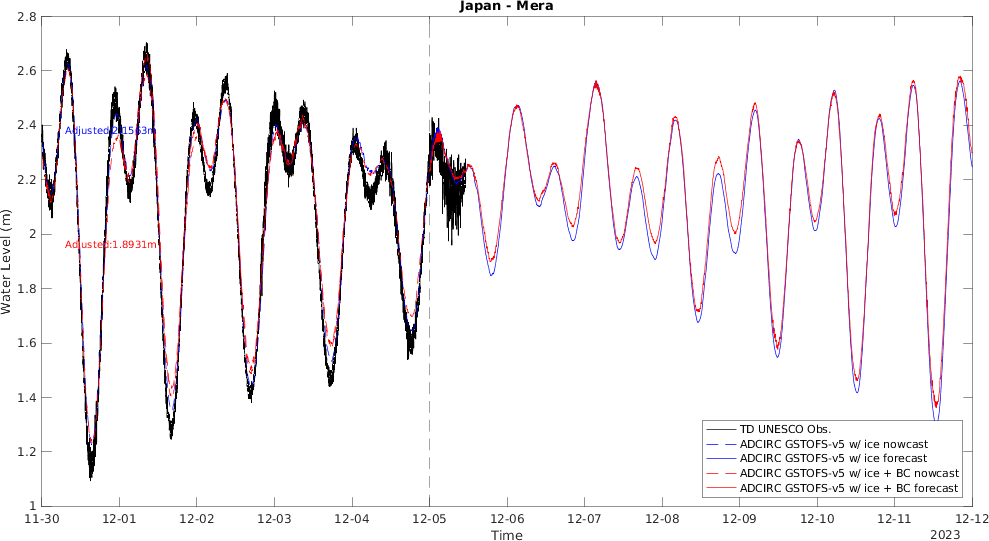 Japan - Mera
2.8
2.6
2.4
2.2
2
1.8
1.6
1.4
1.2
1
Water Level (m)
Adjusted:2.1563m
Adjusted:1.8931m
TD UNESCO Obs.
ADCIRC GSTOFS-v5 w/ ice nowcast
ADCIRC GSTOFS-v5 w/ ice forecast
ADCIRC GSTOFS-v5 w/ ice + BC nowcast
ADCIRC GSTOFS-v5 w/ ice + BC forecast
11-30 12-01 12-02 12-03 12-04 12-05 12-06 12-07 12-08 12-09 12-10 12-11 12-12
Time
2023